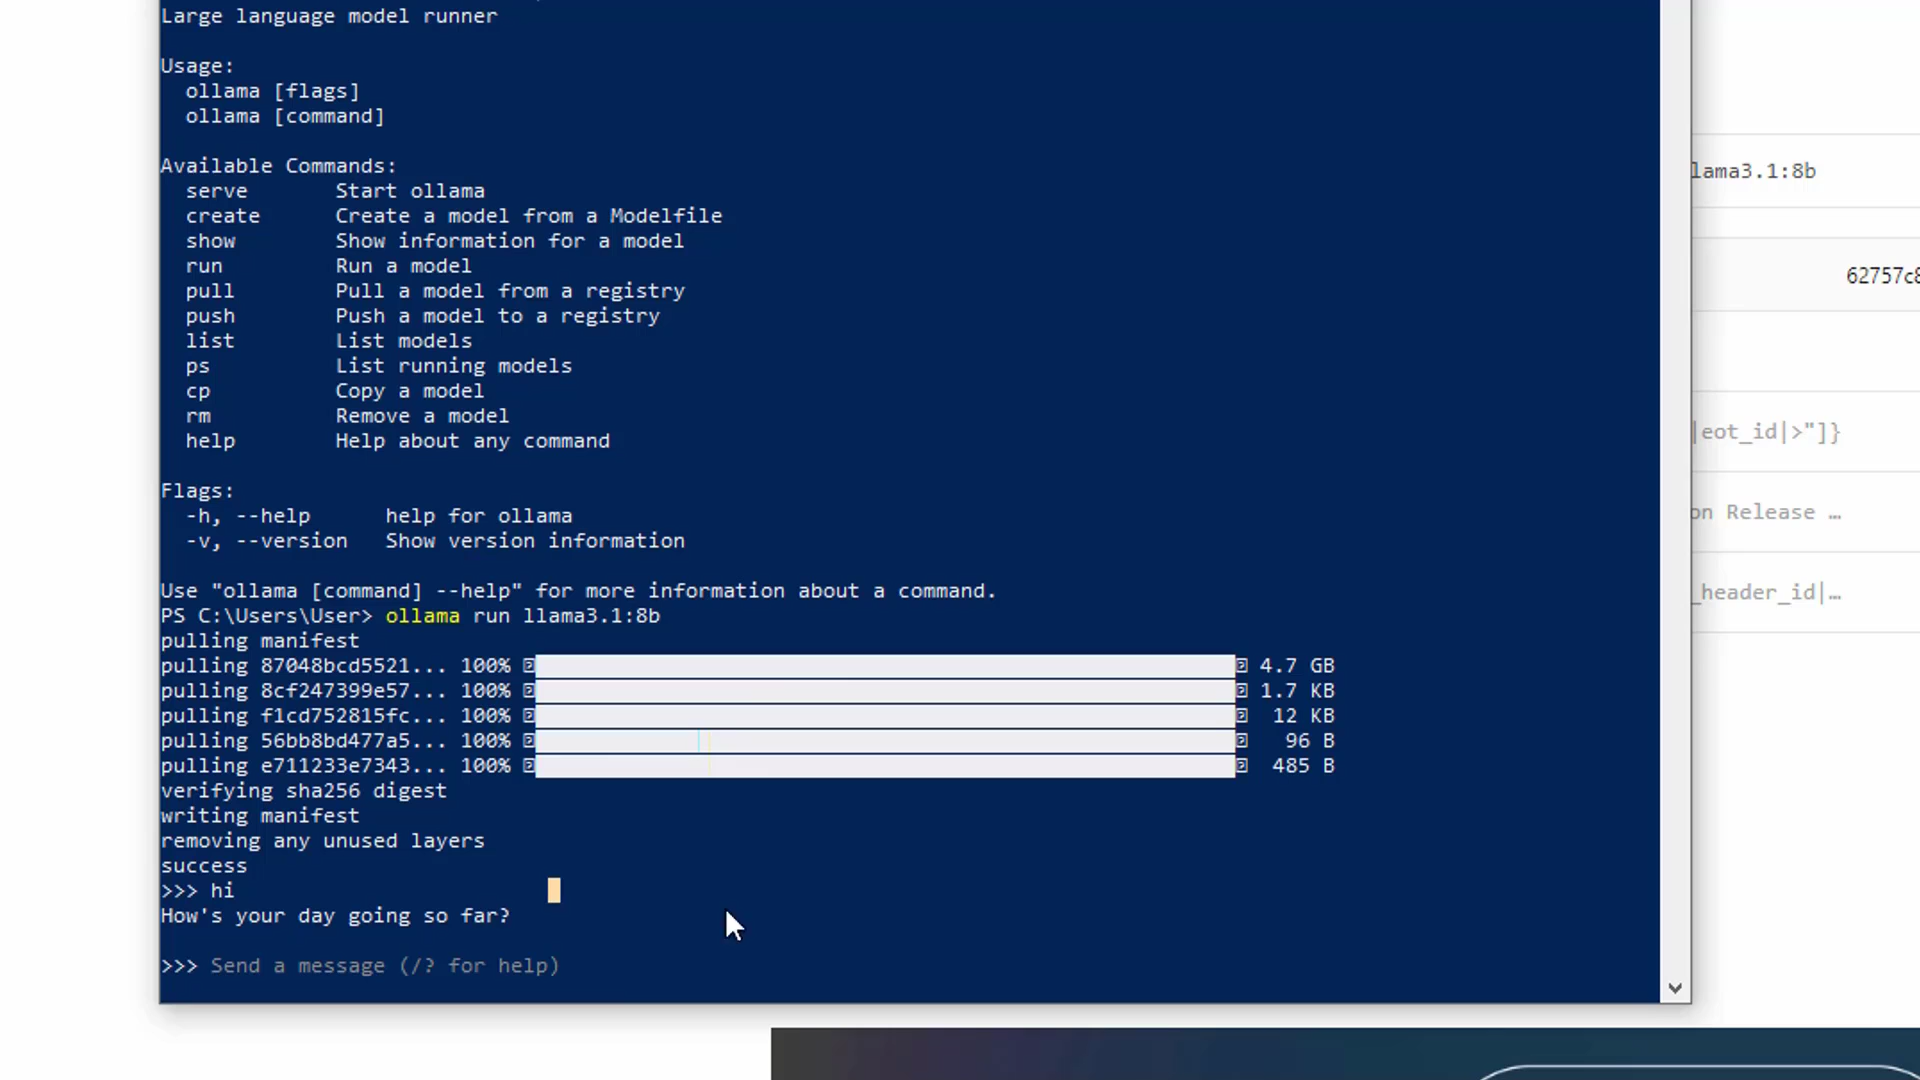 Large language model runner
Usage:
ollama [flags]
ollama [command]
Available Commands:
serve Start ollama
create Create a model from a Modelfile
show Show information for a model
run Run a model
pull Pull a model from a registry
push Push a model to a registry
list List models
ps List running models
cp Copy a model
rm Remove a model
help Help about any command
Flags:
-h, --help help for ollama
-v, --version Show version information
Use "ollama [command] --help" for more information about a command.
PS C:\Users\User> ollama run llama3.1:8b
pulling manifest
pulling 87048bcd5521... 100% 4.7 GB
pulling 8cf247399e57... 100% 1.7 KB
pulling f1cd752815fc... 100% 12 KB
pulling 56bb8bd477a5... 100% 96 B
pulling e711233e7343... 100% 485 B
verifying sha256 digest
writing manifest
removing any unused layers
success
>>> hi
How's your day going so far?
>>> Send a message (/? for help)
lama3.1:8b
62757c8
|eot_id|>"]}
on Release …
_header_id|…